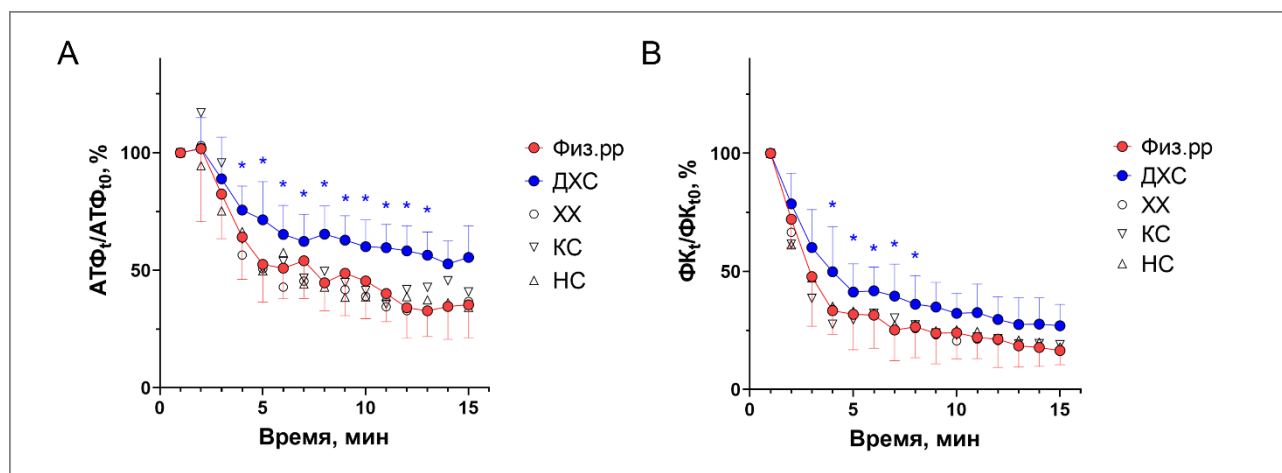 A
АТФt/АТФt0, %
100
50
0
0
5
10
15
Время, мин
* * * * * * * * * *
Физ.рр
ДХС
ХХ
КС
НС
B
ФКt/ФКt0, %
100
50
0
0
5
10
15
Время, мин
* * * * *
Физ.рр
ДХС
ХХ
КС
НС